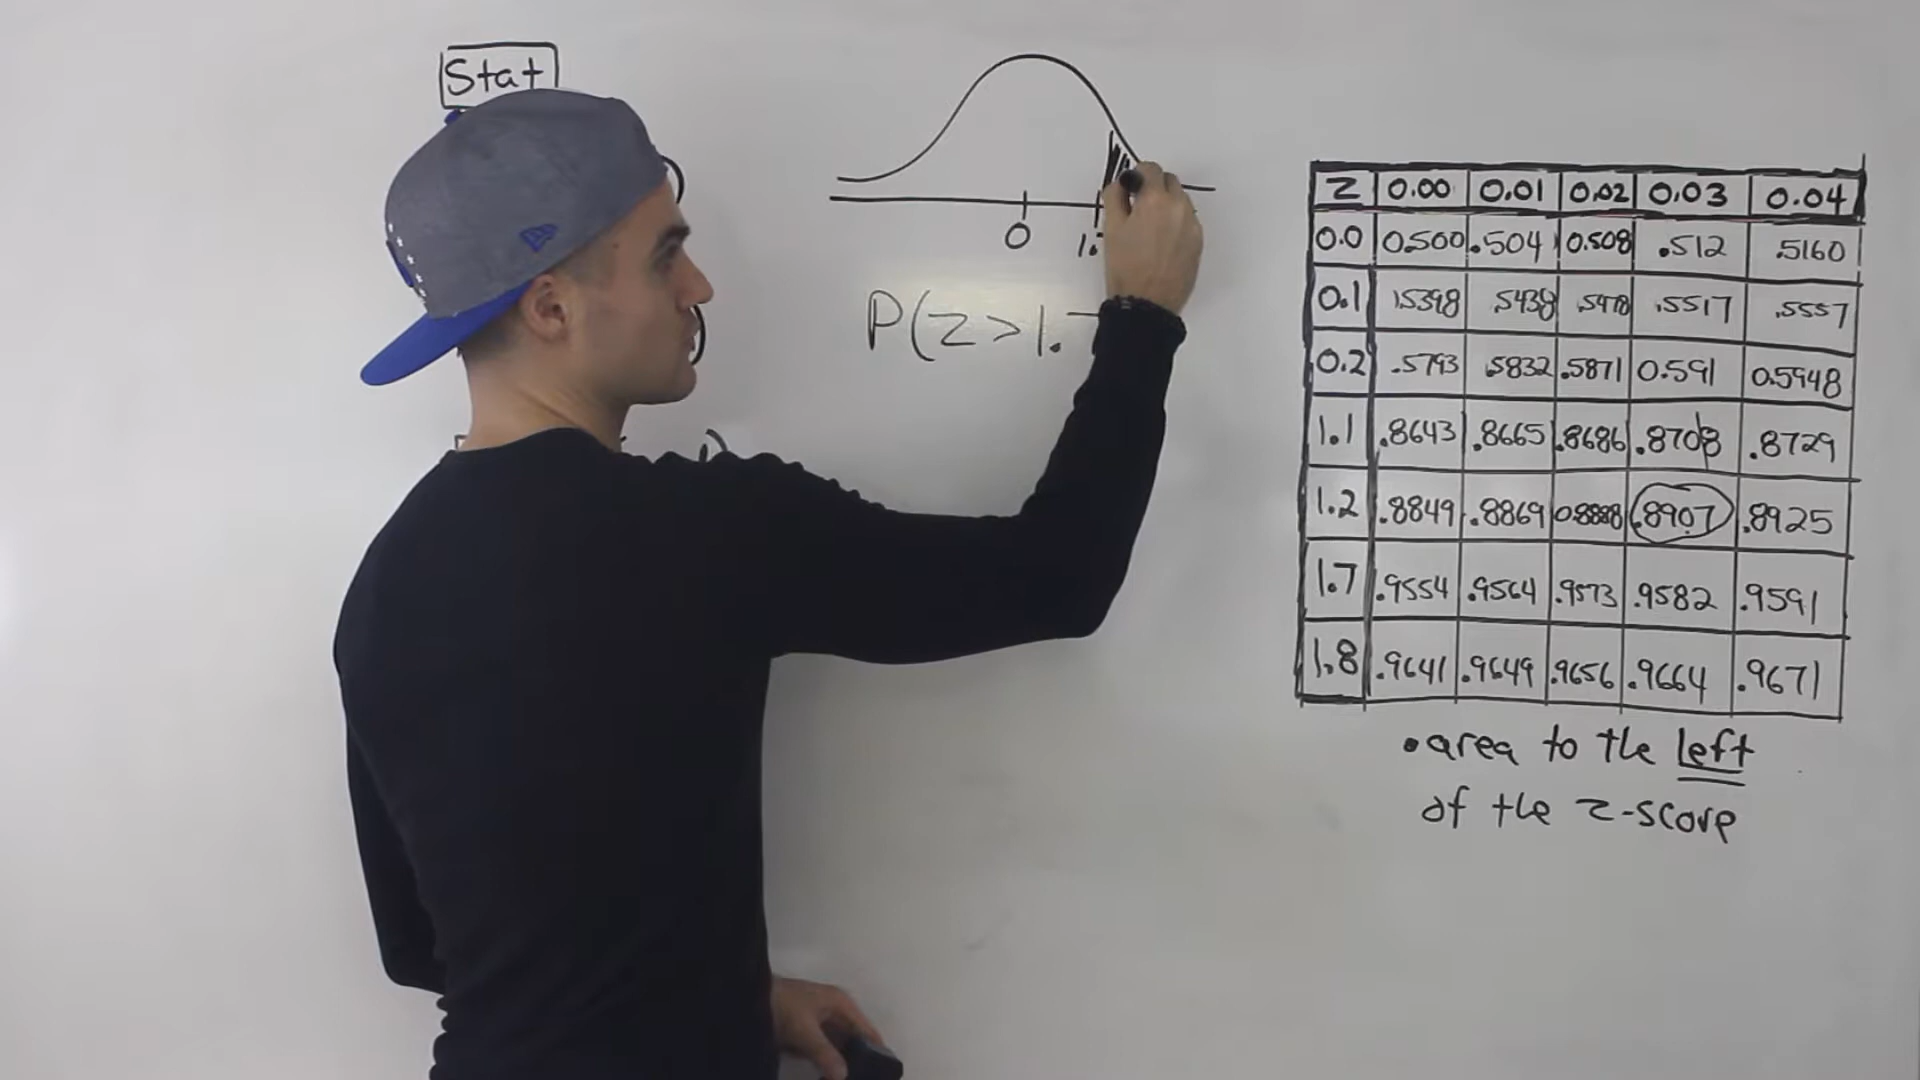 Stat
0 1.
P(Z>1.7
Z 0.00 0.01 0.02 0.03 0.04
0.0 0.500 .504 0.508 .512 .5160
0.1 .5398 .5438 .5478 .5517 .5557
0.2 .5793 .5832 .5871 0.591 0.5948
1.1 .8643 .8665 .8686 .8708 .8729
1.2 .8849 .8869 0.8888 .8907 .8925
1.7 .9554 .9564 .9573 .9582 .9591
1.8 .9641 .9649 .9656 .9664 .9671
•area to the left
of the z-score